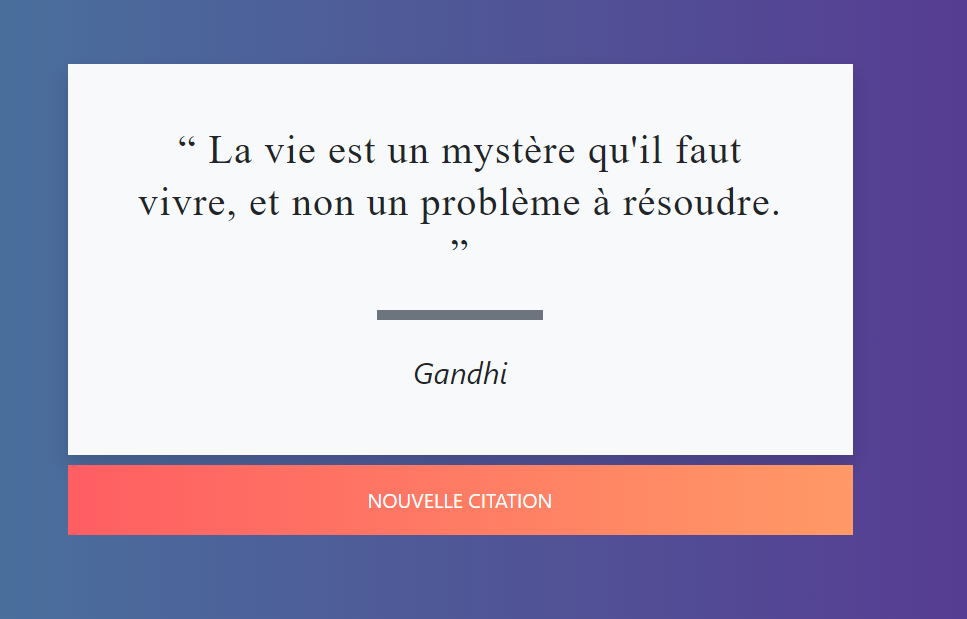 “ La vie est un mystère qu'il faut
vivre, et non un problème à résoudre.
”
Gandhi
NOUVELLE CITATION